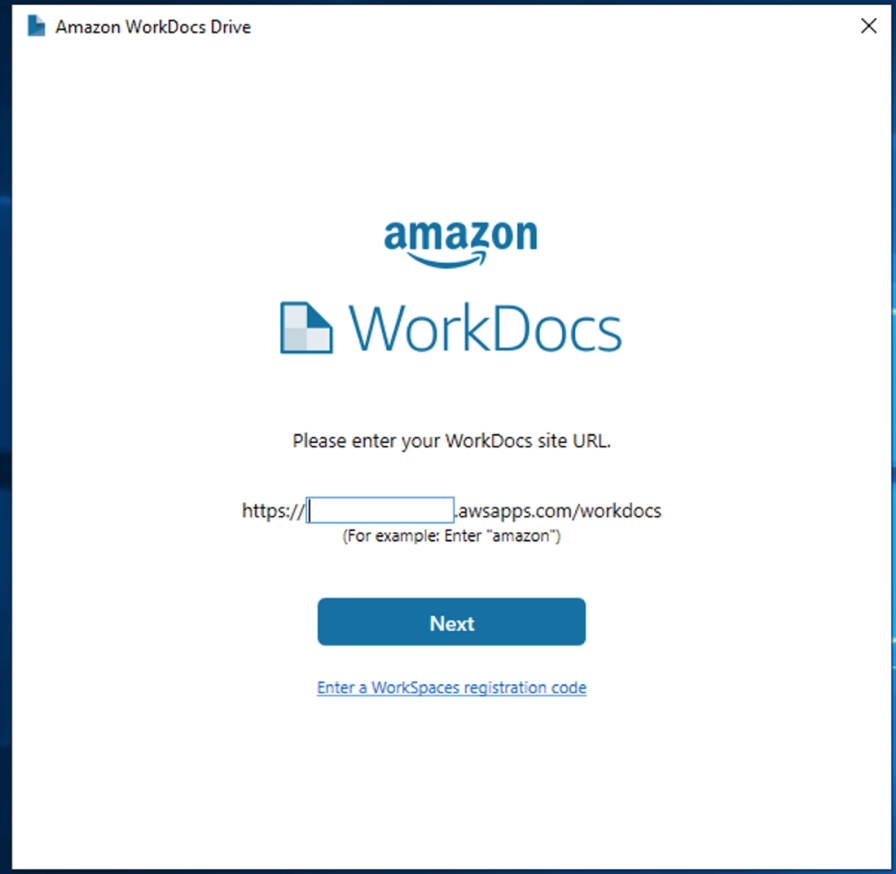 Amazon WorkDocs Drive
amazon
WorkDocs
Please enter your WorkDocs site URL.
https:// .awsapps.com/workdocs
(For example: Enter "amazon")
Next
Enter a WorkSpaces registration code